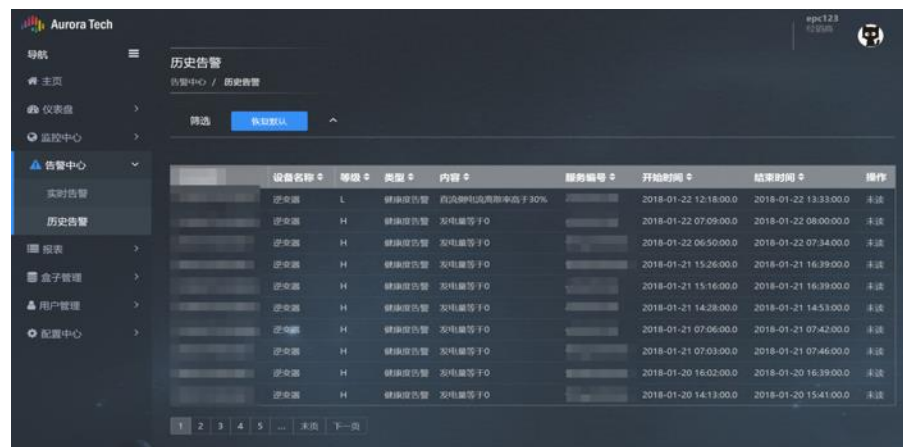 Aurora Tech
epc123
导航
主页
仪表盘
监控中心
告警中心
实时告警
历史告警
报表
盒子管理
用户管理
配置中心
历史告警
告警中心 / 历史告警
筛选 恢复默认
设备名称 等级 类型 内容 服务编号 开始时间 结束时间 操作
逆变器 L 健康度告警 直流侧电流离散率高于30% 2018-01-22 12:18:00.0 2018-01-22 13:33:00.0 未读
逆变器 H 健康度告警 发电量等于0 2018-01-22 07:09:00.0 2018-01-22 08:00:00.0 未读
逆变器 H 健康度告警 发电量等于0 2018-01-22 06:50:00.0 2018-01-22 07:34:00.0 未读
逆变器 H 健康度告警 发电量等于0 2018-01-21 15:26:00.0 2018-01-21 16:39:00.0 未读
逆变器 H 健康度告警 发电量等于0 2018-01-21 15:16:00.0 2018-01-21 16:39:00.0 未读
逆变器 H 健康度告警 发电量等于0 2018-01-21 14:28:00.0 2018-01-21 14:53:00.0 未读
逆变器 H 健康度告警 发电量等于0 2018-01-21 07:06:00.0 2018-01-21 07:42:00.0 未读
逆变器 H 健康度告警 发电量等于0 2018-01-21 07:03:00.0 2018-01-21 07:46:00.0 未读
逆变器 H 健康度告警 发电量等于0 2018-01-20 16:02:00.0 2018-01-20 16:39:00.0 未读
逆变器 H 健康度告警 发电量等于0 2018-01-20 14:13:00.0 2018-01-20 15:41:00.0 未读
1 2 3 4 5 ... 末页 下一页